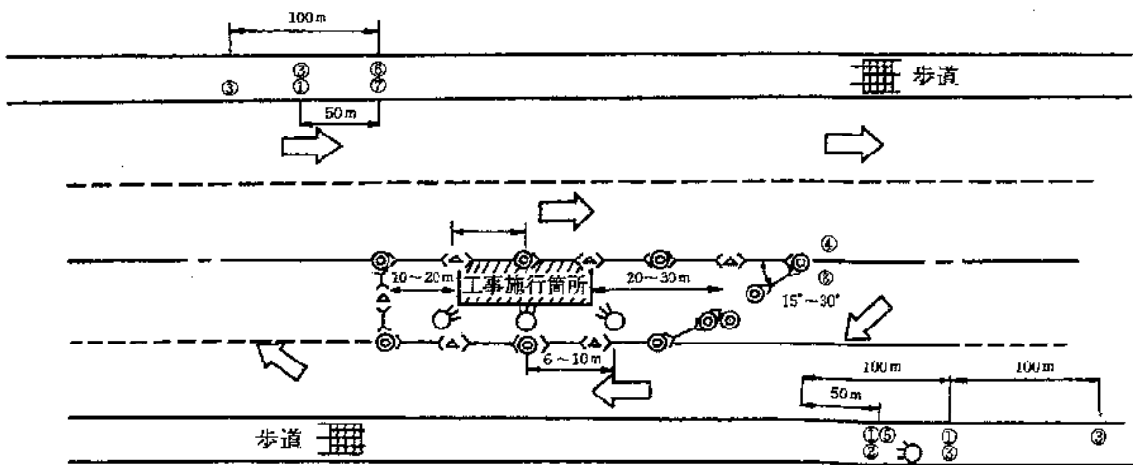 100m
③ ③ ⑥
① ⑦
歩道
50m
④
10～20m
工事施行箇所
20～30m
⑧
15°～30°
6～10m
100m
100m
50m
歩道
①⑤
②
①
③
③